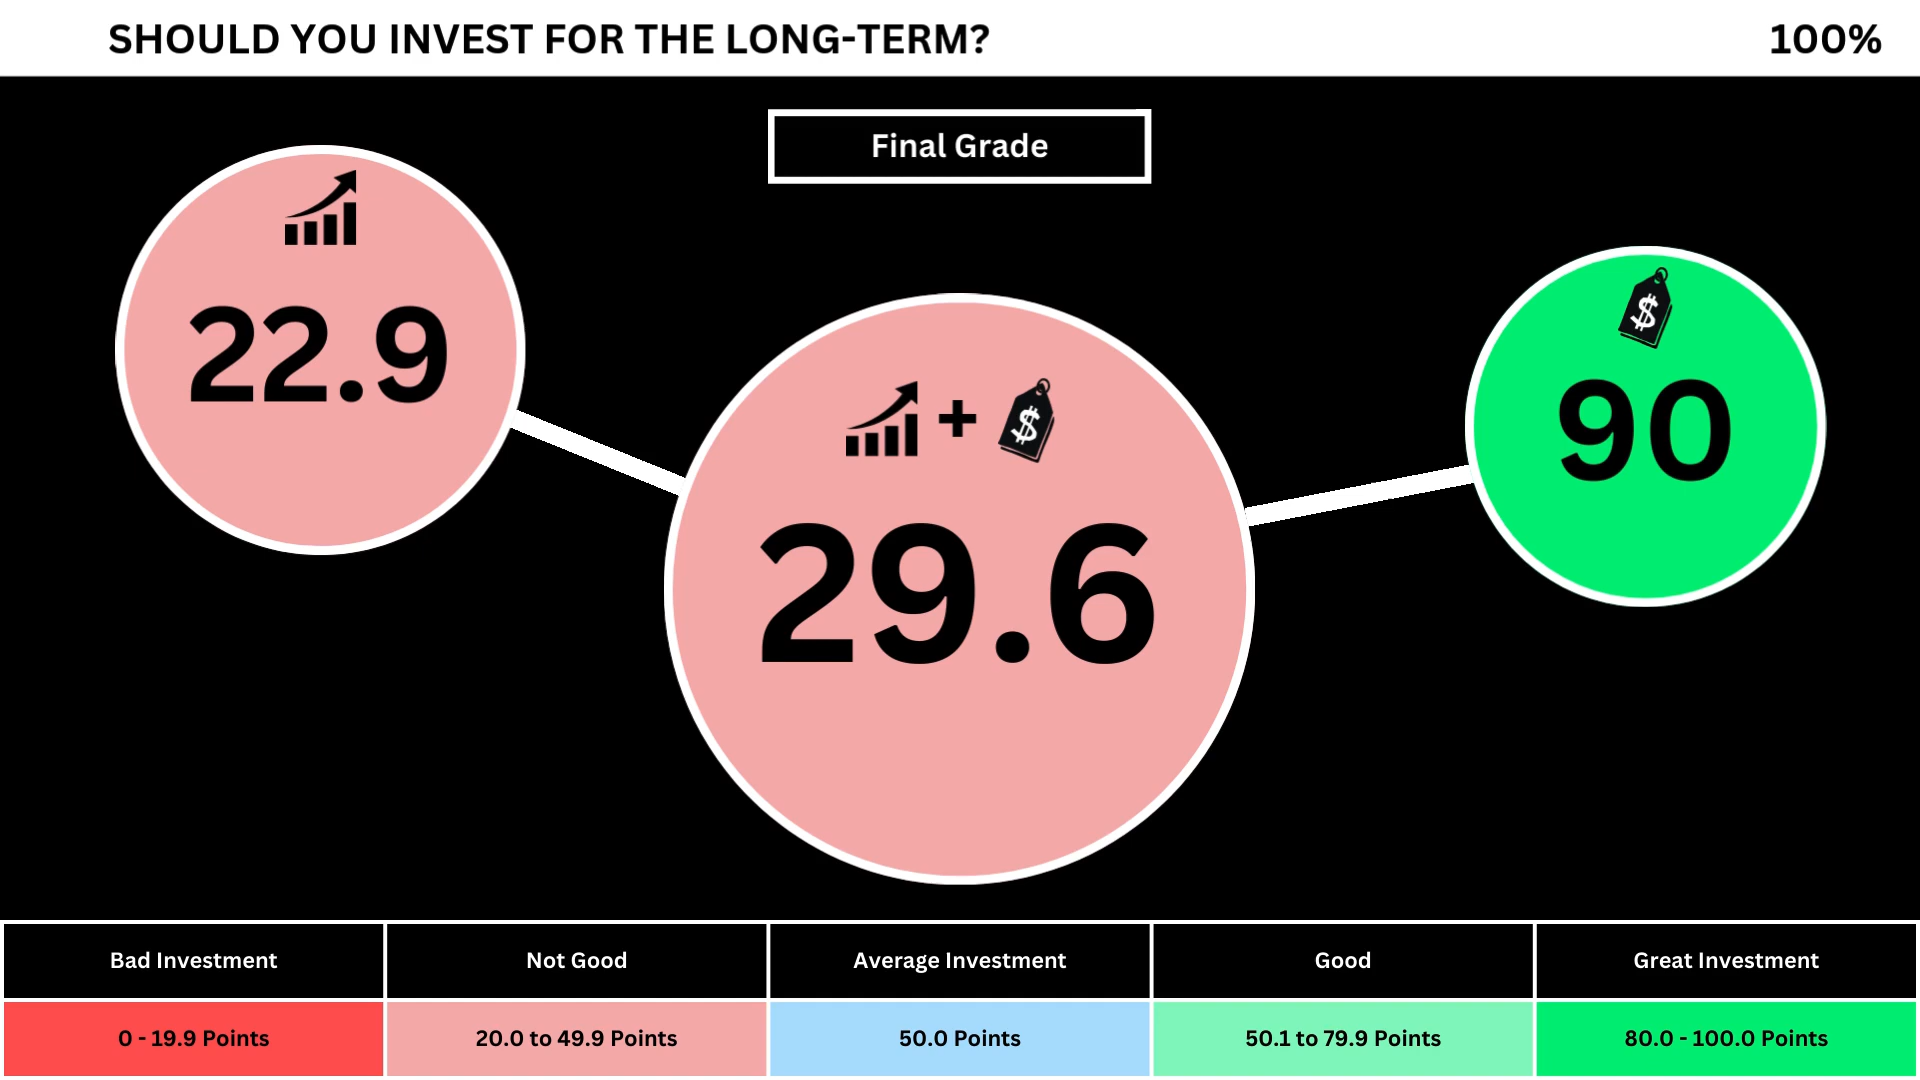 SHOULD YOU INVEST FOR THE LONG-TERM?
100%
Final Grade
22.9
$
90
$
+
29.6
Bad Investment
Not Good
Average Investment
Good
Great Investment
0 - 19.9 Points
20.0 to 49.9 Points
50.0 Points
50.1 to 79.9 Points
80.0 - 100.0 Points